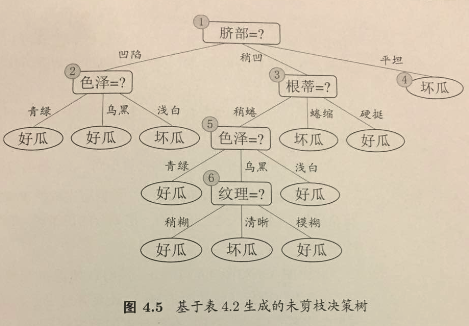 ① 脐部=?
凹陷 稍凹 平坦
② 色泽=? ③ 根蒂=? ④ 坏瓜
青绿 乌黑 浅白 稍蜷 蜷缩 硬挺
好瓜 好瓜 坏瓜 ⑤ 色泽=? 坏瓜 好瓜
青绿 乌黑 浅白
好瓜 ⑥ 纹理=? 好瓜
稍糊 清晰 模糊
好瓜 坏瓜 好瓜
图 4.5 基于表 4.2 生成的未剪枝决策树